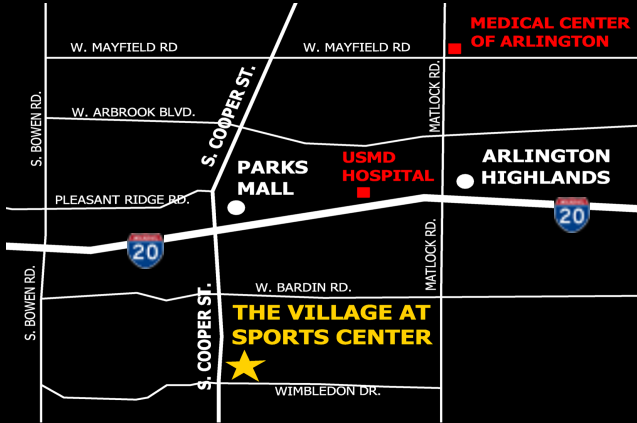 MEDICAL CENTER
OF ARLINGTON
W. MAYFIELD RD
W. MAYFIELD RD
S. COOPER ST.
MATLOCK RD.
S. BOWEN RD.
W. ARBROOK BLVD.
USMD
HOSPITAL
ARLINGTON
HIGHLANDS
PARKS
MALL
PLEASANT RIDGE RD.
20
20
MATLOCK RD.
S. BOWEN RD.
S. COOPER ST.
W. BARDIN RD.
THE VILLAGE AT
SPORTS CENTER
WIMBLEDON DR.